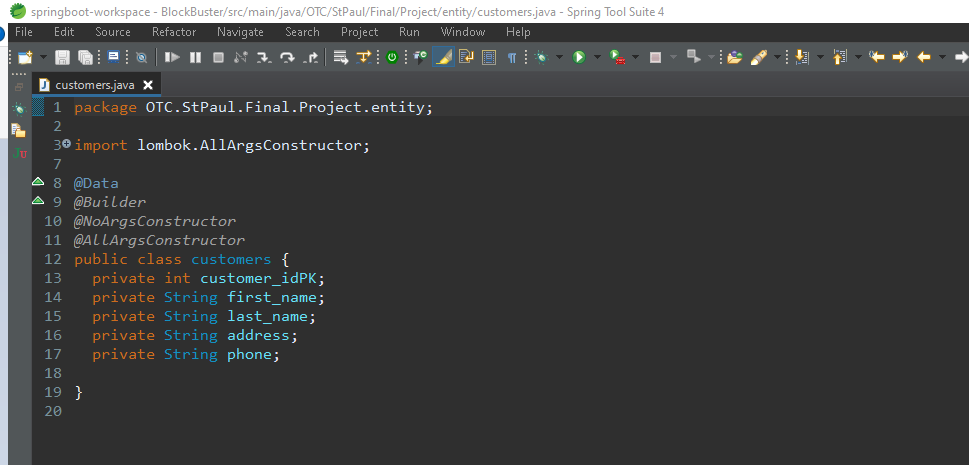 springboot-workspace - BlockBuster/src/main/java/OTC/StPaul/Final/Project/entity/customers.java - Spring Tool Suite 4
File Edit Source Refactor Navigate Search Project Run Window Help
customers.java
1 package OTC.StPaul.Final.Project.entity;
2
3 import lombok.AllArgsConstructor;
7
8 @Data
9 @Builder
10 @NoArgsConstructor
11 @AllArgsConstructor
12 public class customers {
13 private int customer_idPK;
14 private String first_name;
15 private String last_name;
16 private String address;
17 private String phone;
18
19 }
20